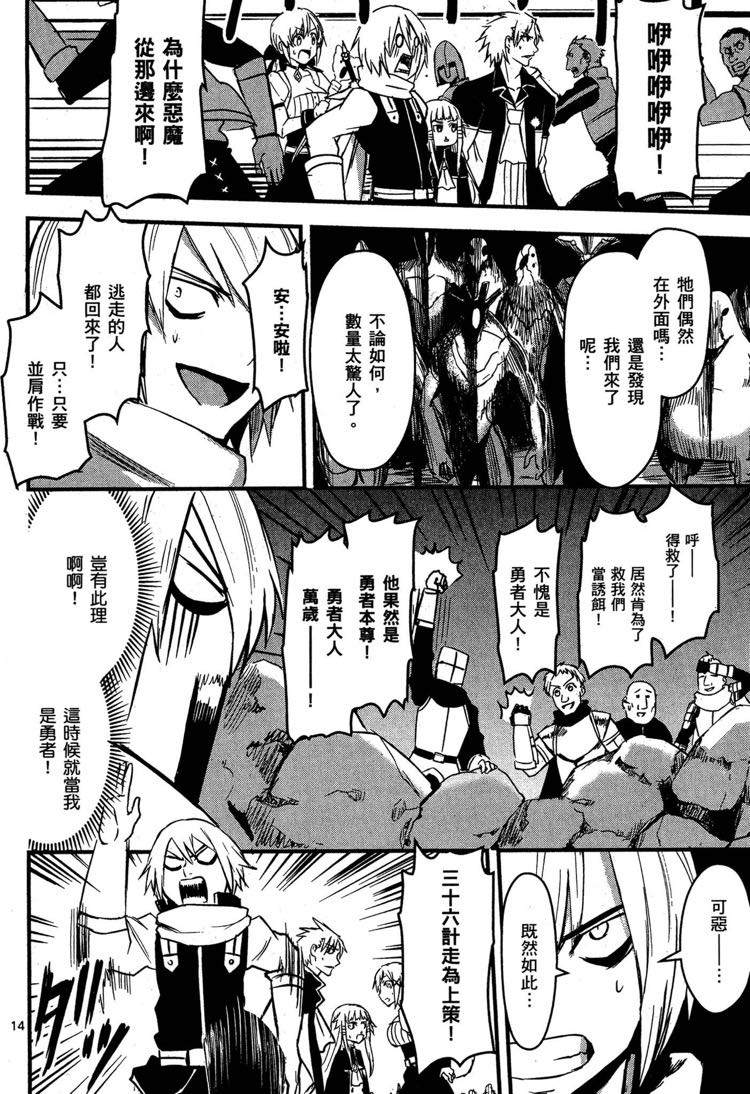 咿咿咿咿咿！
為什麼惡魔
從那邊來啊！
牠們偶然
在外面嗎…
還是發現
我們來了
呢…
不論如何，
數量太驚人了。
安…安啦！
逃走的人
都回來了！
只…只要
並肩作戰！
呼——
得救了——！
居然肯為了
救我們
當誘餌！
不愧是
勇者大人！
他果然是
勇者本尊！
勇者大人
萬歲——！
豈有此理
啊啊！
這時候就當我
是勇者！
可惡——…
既然如此…
三十六計走為上策！
ダッ
14